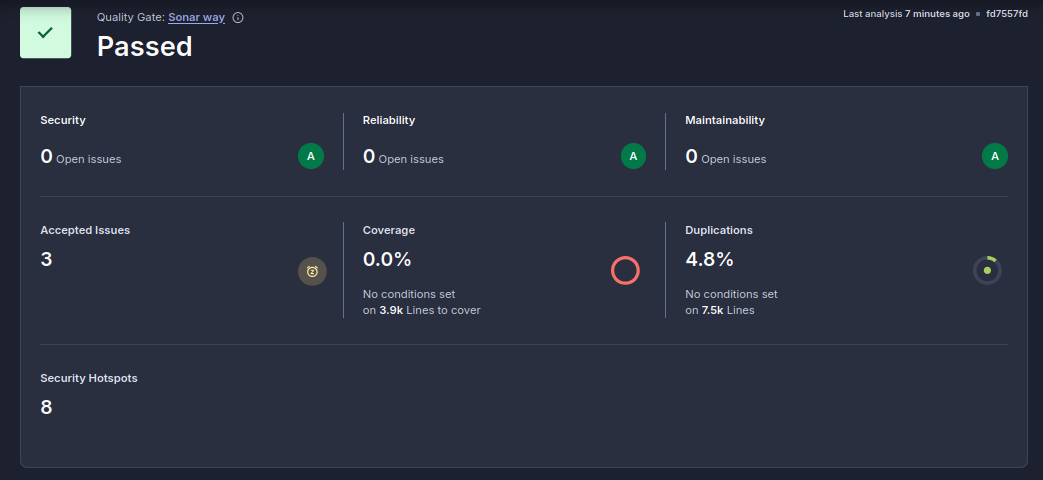 Quality Gate: Sonar way
Last analysis 7 minutes ago • fd7557fd
Passed
Security
0 Open issues
A
Reliability
0 Open issues
A
Maintainability
0 Open issues
A
Accepted Issues
3
Coverage
0.0%
No conditions set
on 3.9k Lines to cover
Duplications
4.8%
No conditions set
on 7.5k Lines
Security Hotspots
8